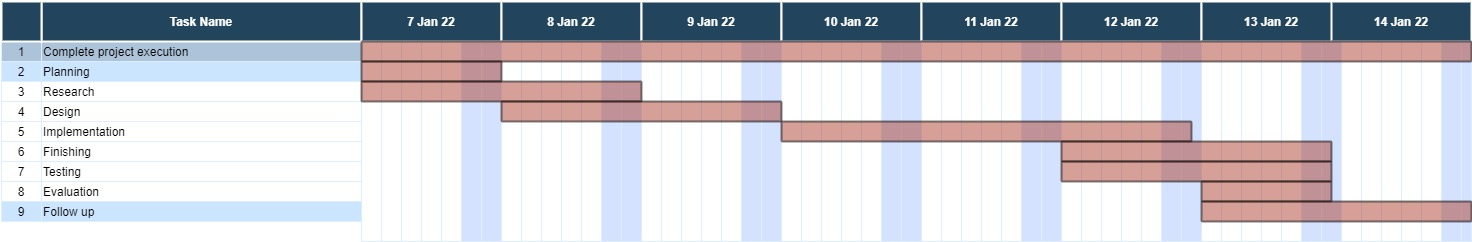 Task Name 7 Jan 22 8 Jan 22 9 Jan 22 10 Jan 22 11 Jan 22 12 Jan 22 13 Jan 22 14 Jan 22
1 Complete project execution
2 Planning
3 Research
4 Design
5 Implementation
6 Finishing
7 Testing
8 Evaluation
9 Follow up